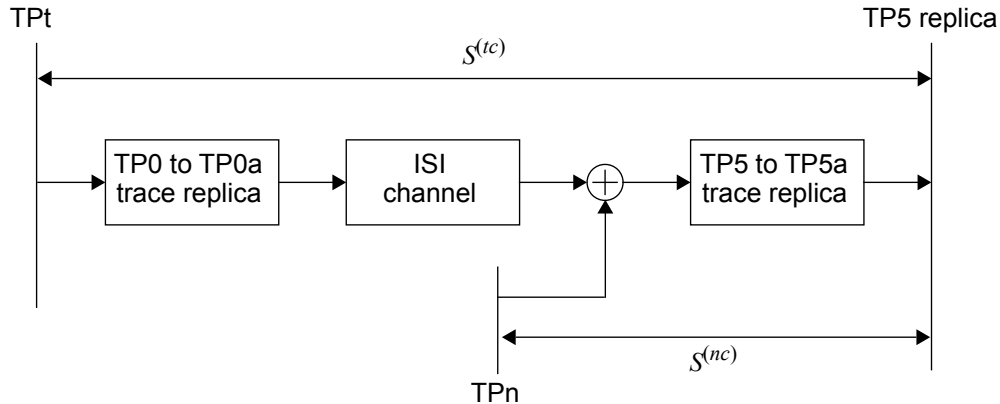 TPt
TP5 replica
S(tc)
TP0 to TP0a
trace replica
ISI
channel
TP5 to TP5a
trace replica
S(nc)
TPn